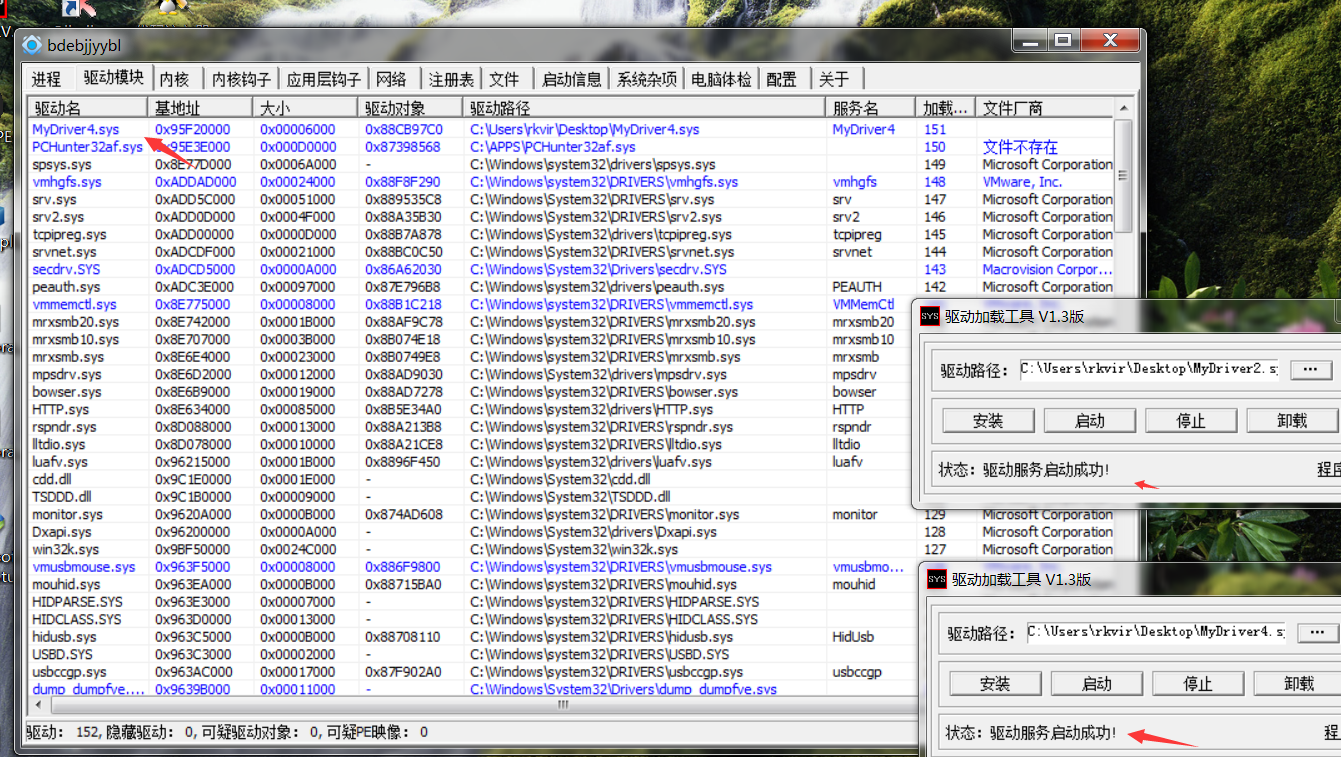 bdebjjyybl
进程 驱动模块 内核 内核钩子 应用层钩子 网络 注册表 文件 启动信息 系统杂项 电脑体检 配置 关于
驱动名 基地址 大小 驱动对象 驱动路径 服务名 加载... 文件厂商
MyDriver4.sys 0x95F20000 0x00006000 0x88CB97C0 C:\Users\rkvir\Desktop\MyDriver4.sys MyDriver4 151
PCHunter32af.sys 0x95E3E000 0x000D0000 0x87398568 C:\APPS\PCHunter32af.sys 150 文件不存在
spsys.sys 0x8E77D000 0x0006A000 - C:\Windows\system32\drivers\spsys.sys 149 Microsoft Corporation
vmhgfs.sys 0xADDAD000 0x00024000 0x88F8F290 C:\Windows\system32\DRIVERS\vmhgfs.sys vmhgfs 148 VMware, Inc.
srv.sys 0xADD5C000 0x00051000 0x889535C8 C:\Windows\System32\DRIVERS\srv.sys srv 147 Microsoft Corporation
srv2.sys 0xADD0D000 0x0004F000 0x88A35B30 C:\Windows\System32\DRIVERS\srv2.sys srv2 146 Microsoft Corporation
tcpipreg.sys 0xADD00000 0x0000D000 0x88B7A878 C:\Windows\System32\drivers\tcpipreg.sys tcpipreg 145 Microsoft Corporation
srvnet.sys 0xADCDF000 0x00021000 0x88BC0C50 C:\Windows\System32\DRIVERS\srvnet.sys srvnet 144 Microsoft Corporation
secdrv.SYS 0xADCD5000 0x0000A000 0x86A62030 C:\Windows\System32\Drivers\secdrv.SYS 143 Macrovision Corpor...
peauth.sys 0xADC3E000 0x00097000 0x87E796B8 C:\Windows\system32\drivers\peauth.sys PEAUTH 142 Microsoft Corporation
vmmemctl.sys 0x8E775000 0x00008000 0x88B1C218 C:\Windows\system32\DRIVERS\vmmemctl.sys VMMemCtl
mrxsmb20.sys 0x8E742000 0x0001B000 0x88AF9C78 C:\Windows\system32\DRIVERS\mrxsmb20.sys mrxsmb20
mrxsmb10.sys 0x8E707000 0x0003B000 0x8B074E18 C:\Windows\system32\DRIVERS\mrxsmb10.sys mrxsmb10
mrxsmb.sys 0x8E6E4000 0x00023000 0x8B0749E8 C:\Windows\system32\DRIVERS\mrxsmb.sys mrxsmb
mpsdrv.sys 0x8E6D2000 0x00012000 0x88AD9030 C:\Windows\System32\drivers\mpsdrv.sys mpsdrv
bowser.sys 0x8E6B9000 0x00019000 0x88AD7278 C:\Windows\system32\DRIVERS\bowser.sys bowser
HTTP.sys 0x8E634000 0x00085000 0x8B5E34A0 C:\Windows\system32\drivers\HTTP.sys HTTP
rspndr.sys 0x8D088000 0x00013000 0x88A213B8 C:\Windows\system32\DRIVERS\rspndr.sys rspndr
lltdio.sys 0x8D078000 0x00010000 0x88A21CE8 C:\Windows\system32\DRIVERS\lltdio.sys lltdio
luafv.sys 0x96215000 0x0001B000 0x8896F450 C:\Windows\system32\drivers\luafv.sys luafv
cdd.dll 0x9C1E0000 0x0001E000 - C:\Windows\System32\cdd.dll
TSDDD.dll 0x9C1B0000 0x00009000 - C:\Windows\System32\TSDDD.dll
monitor.sys 0x9620A000 0x0000B000 0x874AD608 C:\Windows\system32\DRIVERS\monitor.sys monitor 129 Microsoft Corporation
Dxapi.sys 0x96200000 0x0000A000 - C:\Windows\System32\drivers\Dxapi.sys 128 Microsoft Corporation
win32k.sys 0x9BF50000 0x0024C000 - C:\Windows\System32\win32k.sys 127 Microsoft Corporation
vmusbmouse.sys 0x963F5000 0x00008000 0x886F9800 C:\Windows\system32\DRIVERS\vmusbmouse.sys vmusbmo...
mouhid.sys 0x963EA000 0x0000B000 0x88715BA0 C:\Windows\system32\DRIVERS\mouhid.sys mouhid
HIDPARSE.SYS 0x963E3000 0x00007000 - C:\Windows\system32\DRIVERS\HIDPARSE.SYS
HIDCLASS.SYS 0x963D0000 0x00013000 - C:\Windows\system32\DRIVERS\HIDCLASS.SYS
hidusb.sys 0x963C5000 0x0000B000 0x88708110 C:\Windows\system32\DRIVERS\hidusb.sys HidUsb
USBD.SYS 0x963C3000 0x00002000 - C:\Windows\system32\DRIVERS\USBD.SYS
usbccgp.sys 0x963AC000 0x00017000 0x87F902A0 C:\Windows\system32\DRIVERS\usbccgp.sys usbccgp
dump_dumpfve.... 0x9639B000 0x00011000 - C:\Windows\System32\Drivers\dump_dumpfve.sys
驱动： 152, 隐藏驱动： 0, 可疑驱动对象： 0, 可疑PE映像： 0
SYS 驱动加载工具 V1.3版
驱动路径： C:\Users\rkvir\Desktop\MyDriver2.s ...
安装 启动 停止 卸载
状态： 驱动服务启动成功! 程序
SYS 驱动加载工具 V1.3版
驱动路径： C:\Users\rkvir\Desktop\MyDriver4.s ...
安装 启动 停止 卸载
状态： 驱动服务启动成功! 程